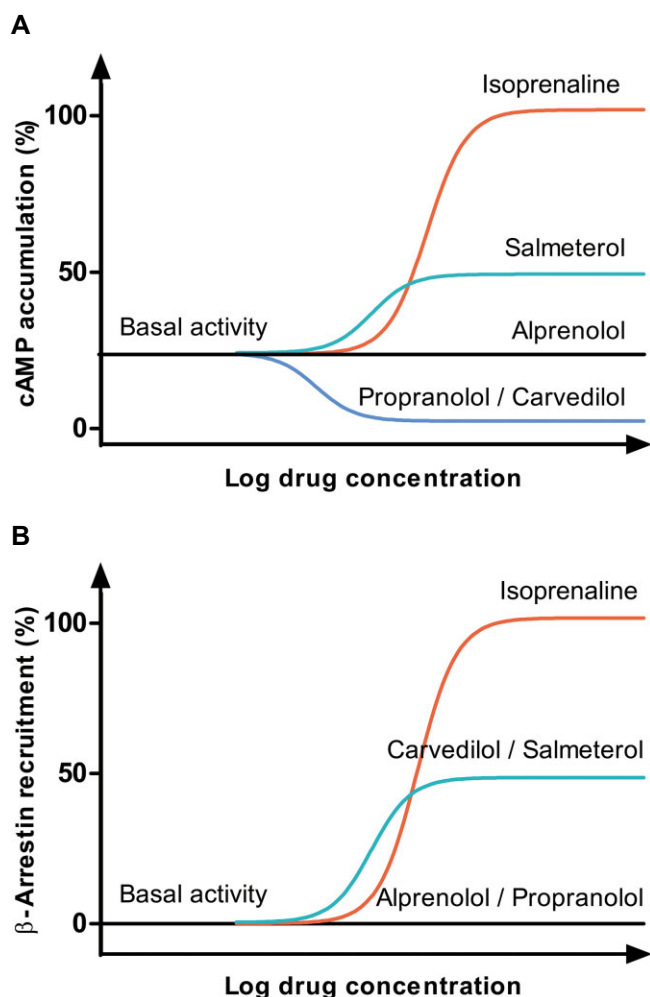 A
cAMP accumulation (%)
100
50
0
Isoprenaline
Salmeterol
Basal activity
Alprenolol
Propranolol / Carvedilol
Log drug concentration
B
β-Arrestin recruitment (%)
100
50
0
Isoprenaline
Carvedilol / Salmeterol
Basal activity
Alprenolol / Propranolol
Log drug concentration